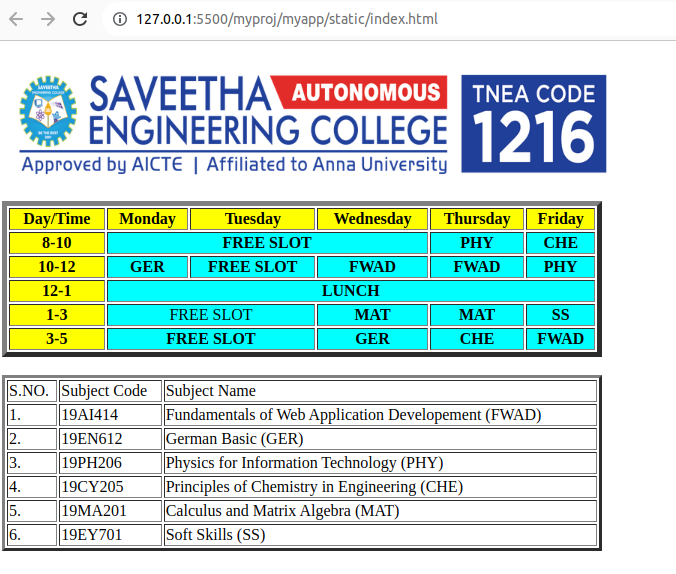 127.0.0.1:5500/myproj/myapp/static/index.html
SAVEETHA AUTONOMOUS
ENGINEERING COLLEGE
Approved by AICTE | Affiliated to Anna University
TNEA CODE
1216
Day/Time Monday Tuesday Wednesday Thursday Friday
8-10 FREE SLOT PHY CHE
10-12 GER FREE SLOT FWAD FWAD PHY
12-1 LUNCH
1-3 FREE SLOT MAT MAT SS
3-5 FREE SLOT GER CHE FWAD
S.NO. Subject Code Subject Name
1. 19AI414 Fundamentals of Web Application Developement (FWAD)
2. 19EN612 German Basic (GER)
3. 19PH206 Physics for Information Technology (PHY)
4. 19CY205 Principles of Chemistry in Engineering (CHE)
5. 19MA201 Calculus and Matrix Algebra (MAT)
6. 19EY701 Soft Skills (SS)